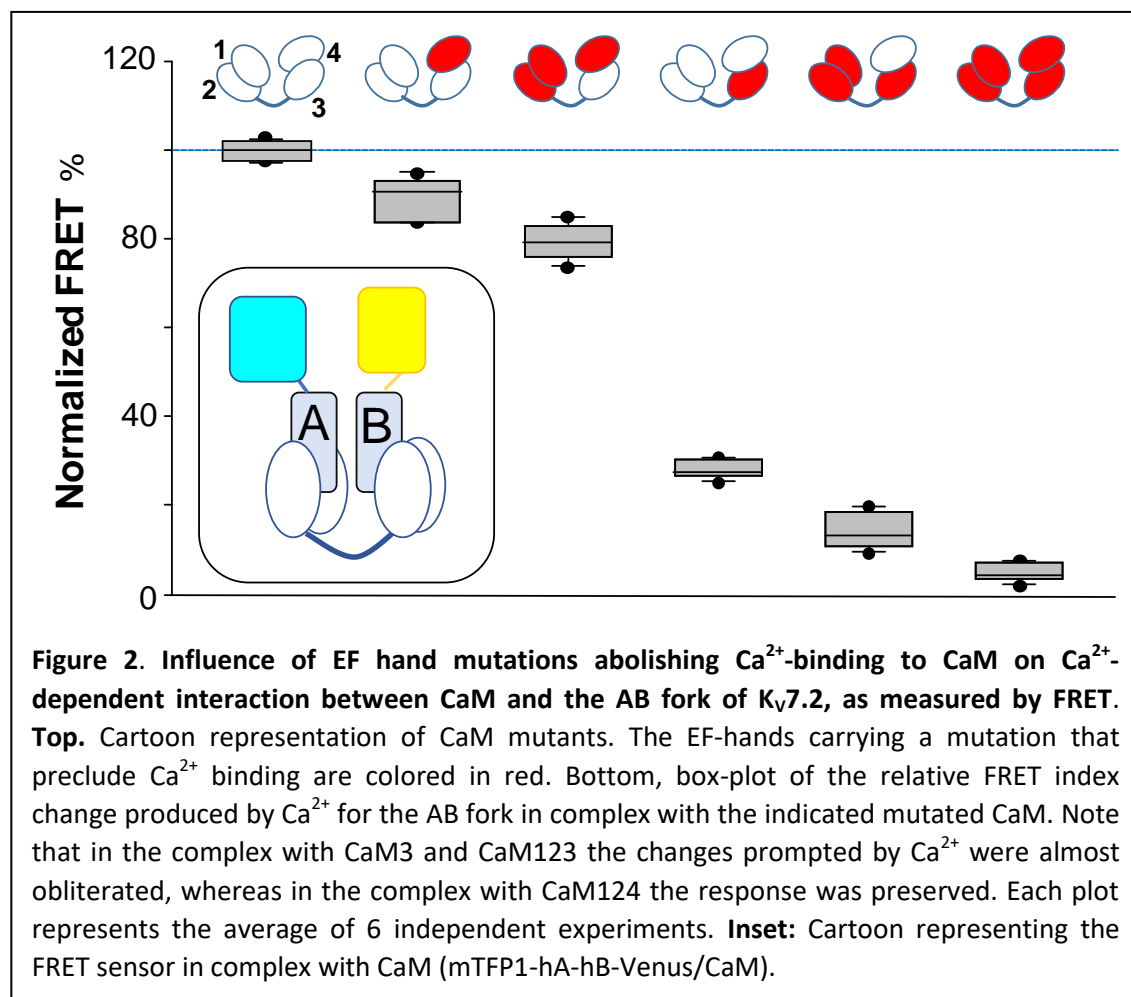 120
1
4
2
3
80
40
0
Normalized FRET %
A B
Figure 2. Influence of EF hand mutations abolishing Ca²⁺-binding to CaM on Ca²⁺-
dependent interaction between CaM and the AB fork of Kv7.2, as measured by FRET.
Top. Cartoon representation of CaM mutants. The EF-hands carrying a mutation that
preclude Ca²⁺ binding are colored in red. Bottom, box-plot of the relative FRET index
change produced by Ca²⁺ for the AB fork in complex with the indicated mutated CaM. Note
that in the complex with CaM3 and CaM123 the changes prompted by Ca²⁺ were almost
obliterated, whereas in the complex with CaM124 the response was preserved. Each plot
represents the average of 6 independent experiments. Inset: Cartoon representing the
FRET sensor in complex with CaM (mTFP1-hA-hB-Venus/CaM).